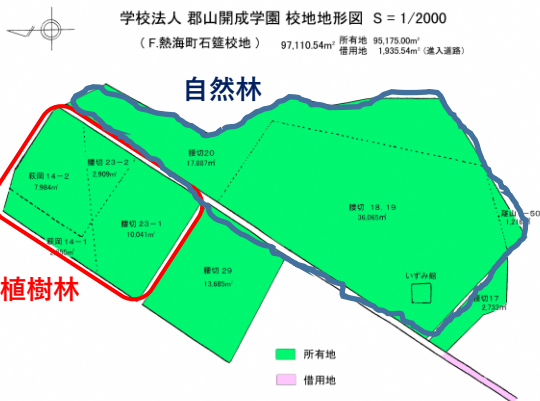 学校法人 郡山開成学園 校地地形図 S = 1/2000
( F.熱海町石筵校地 )
97,110.54㎡
所有地 95,175.00㎡
借用地 1,935.54㎡ (進入道路)
自然林
腰切20
17.887㎡
萩岡 14-2
7.984㎡
腰切 23-2
2.909㎡
腰切 18. 19
36.065㎡
-50
腰切 23-1
10.041㎡
萩岡 14-1
植樹林
腰切 29
13.685㎡
いずみ館
腰切17
2.733㎡
所有地
借用地